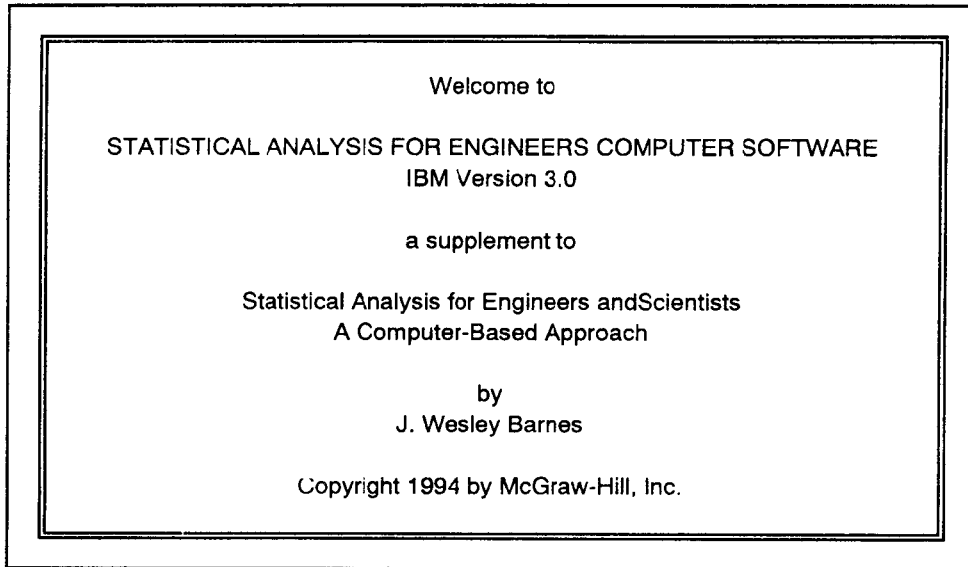 Welcome to
STATISTICAL ANALYSIS FOR ENGINEERS COMPUTER SOFTWARE
IBM Version 3.0
a supplement to
Statistical Analysis for Engineers andScientists
A Computer-Based Approach
by
J. Wesley Barnes
Copyright 1994 by McGraw-Hill, Inc.